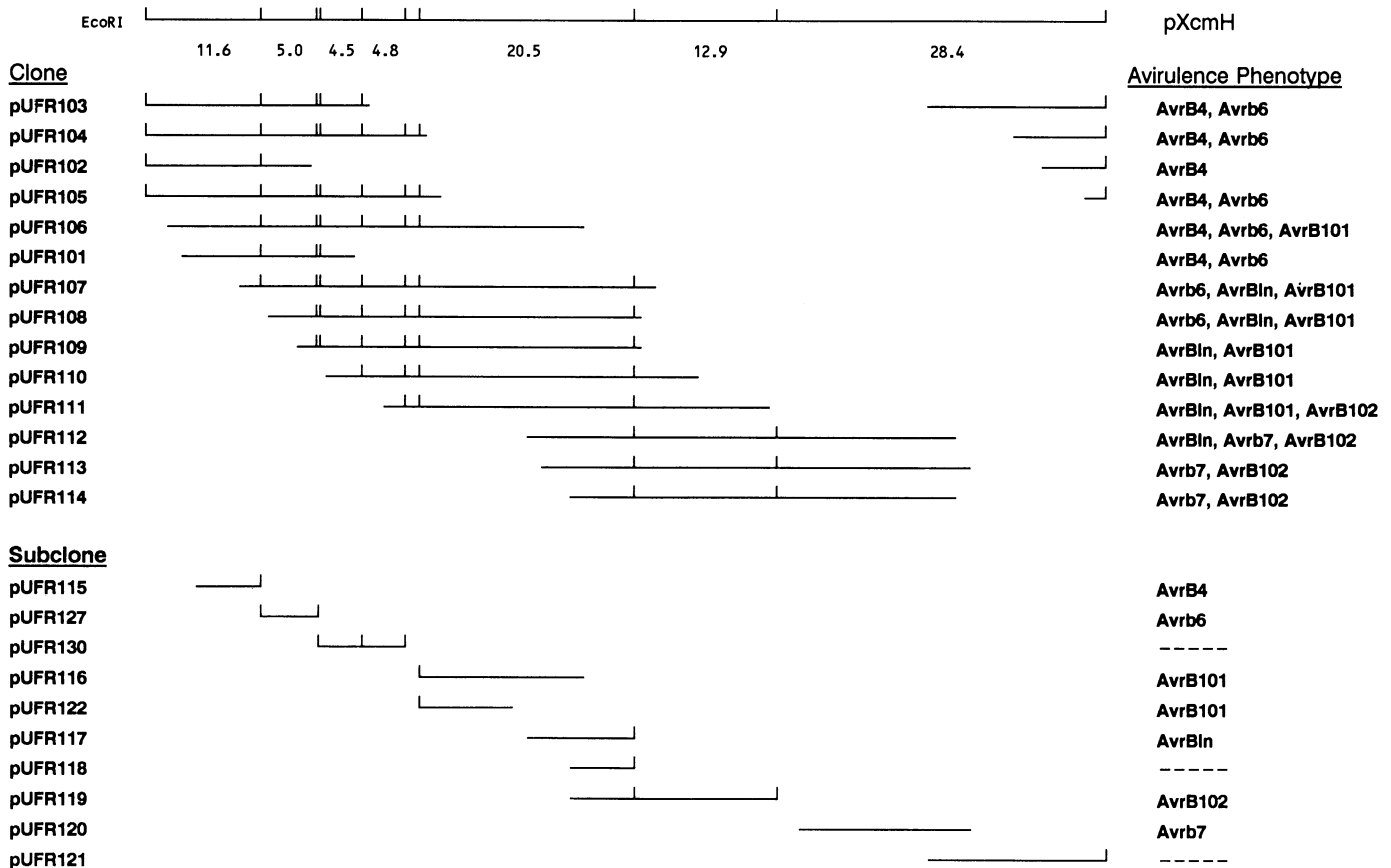 EcoRI pXcmH
11.6 5.0 4.5 4.8 20.5 12.9 28.4
Clone Avirulence Phenotype
pUFR103 AvrB4, Avrb6
pUFR104 AvrB4, Avrb6
pUFR102 AvrB4
pUFR105 AvrB4, Avrb6
pUFR106 AvrB4, Avrb6, AvrB101
pUFR101 AvrB4, Avrb6
pUFR107 Avrb6, AvrBIn, AvrB101
pUFR108 Avrb6, AvrBIn, AvrB101
pUFR109 AvrBIn, AvrB101
pUFR110 AvrBIn, AvrB101
pUFR111 AvrBIn, AvrB101, AvrB102
pUFR112 AvrBIn, Avrb7, AvrB102
pUFR113 Avrb7, AvrB102
pUFR114 Avrb7, AvrB102
Subclone
pUFR115 AvrB4
pUFR127 Avrb6
pUFR130 -----
pUFR116 AvrB101
pUFR122 AvrB101
pUFR117 AvrBIn
pUFR118 -----
pUFR119 AvrB102
pUFR120 Avrb7
pUFR121 -----